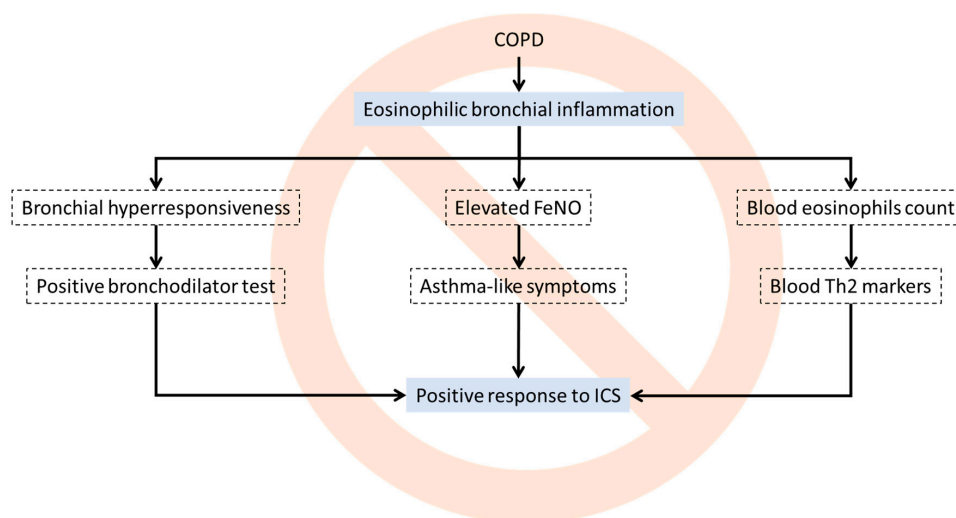 COPD
Eosinophilic bronchial inflammation
Bronchial hyperresponsiveness
Elevated FeNO
Blood eosinophils count
Positive bronchodilator test
Asthma-like symptoms
Blood Th2 markers
Positive response to ICS